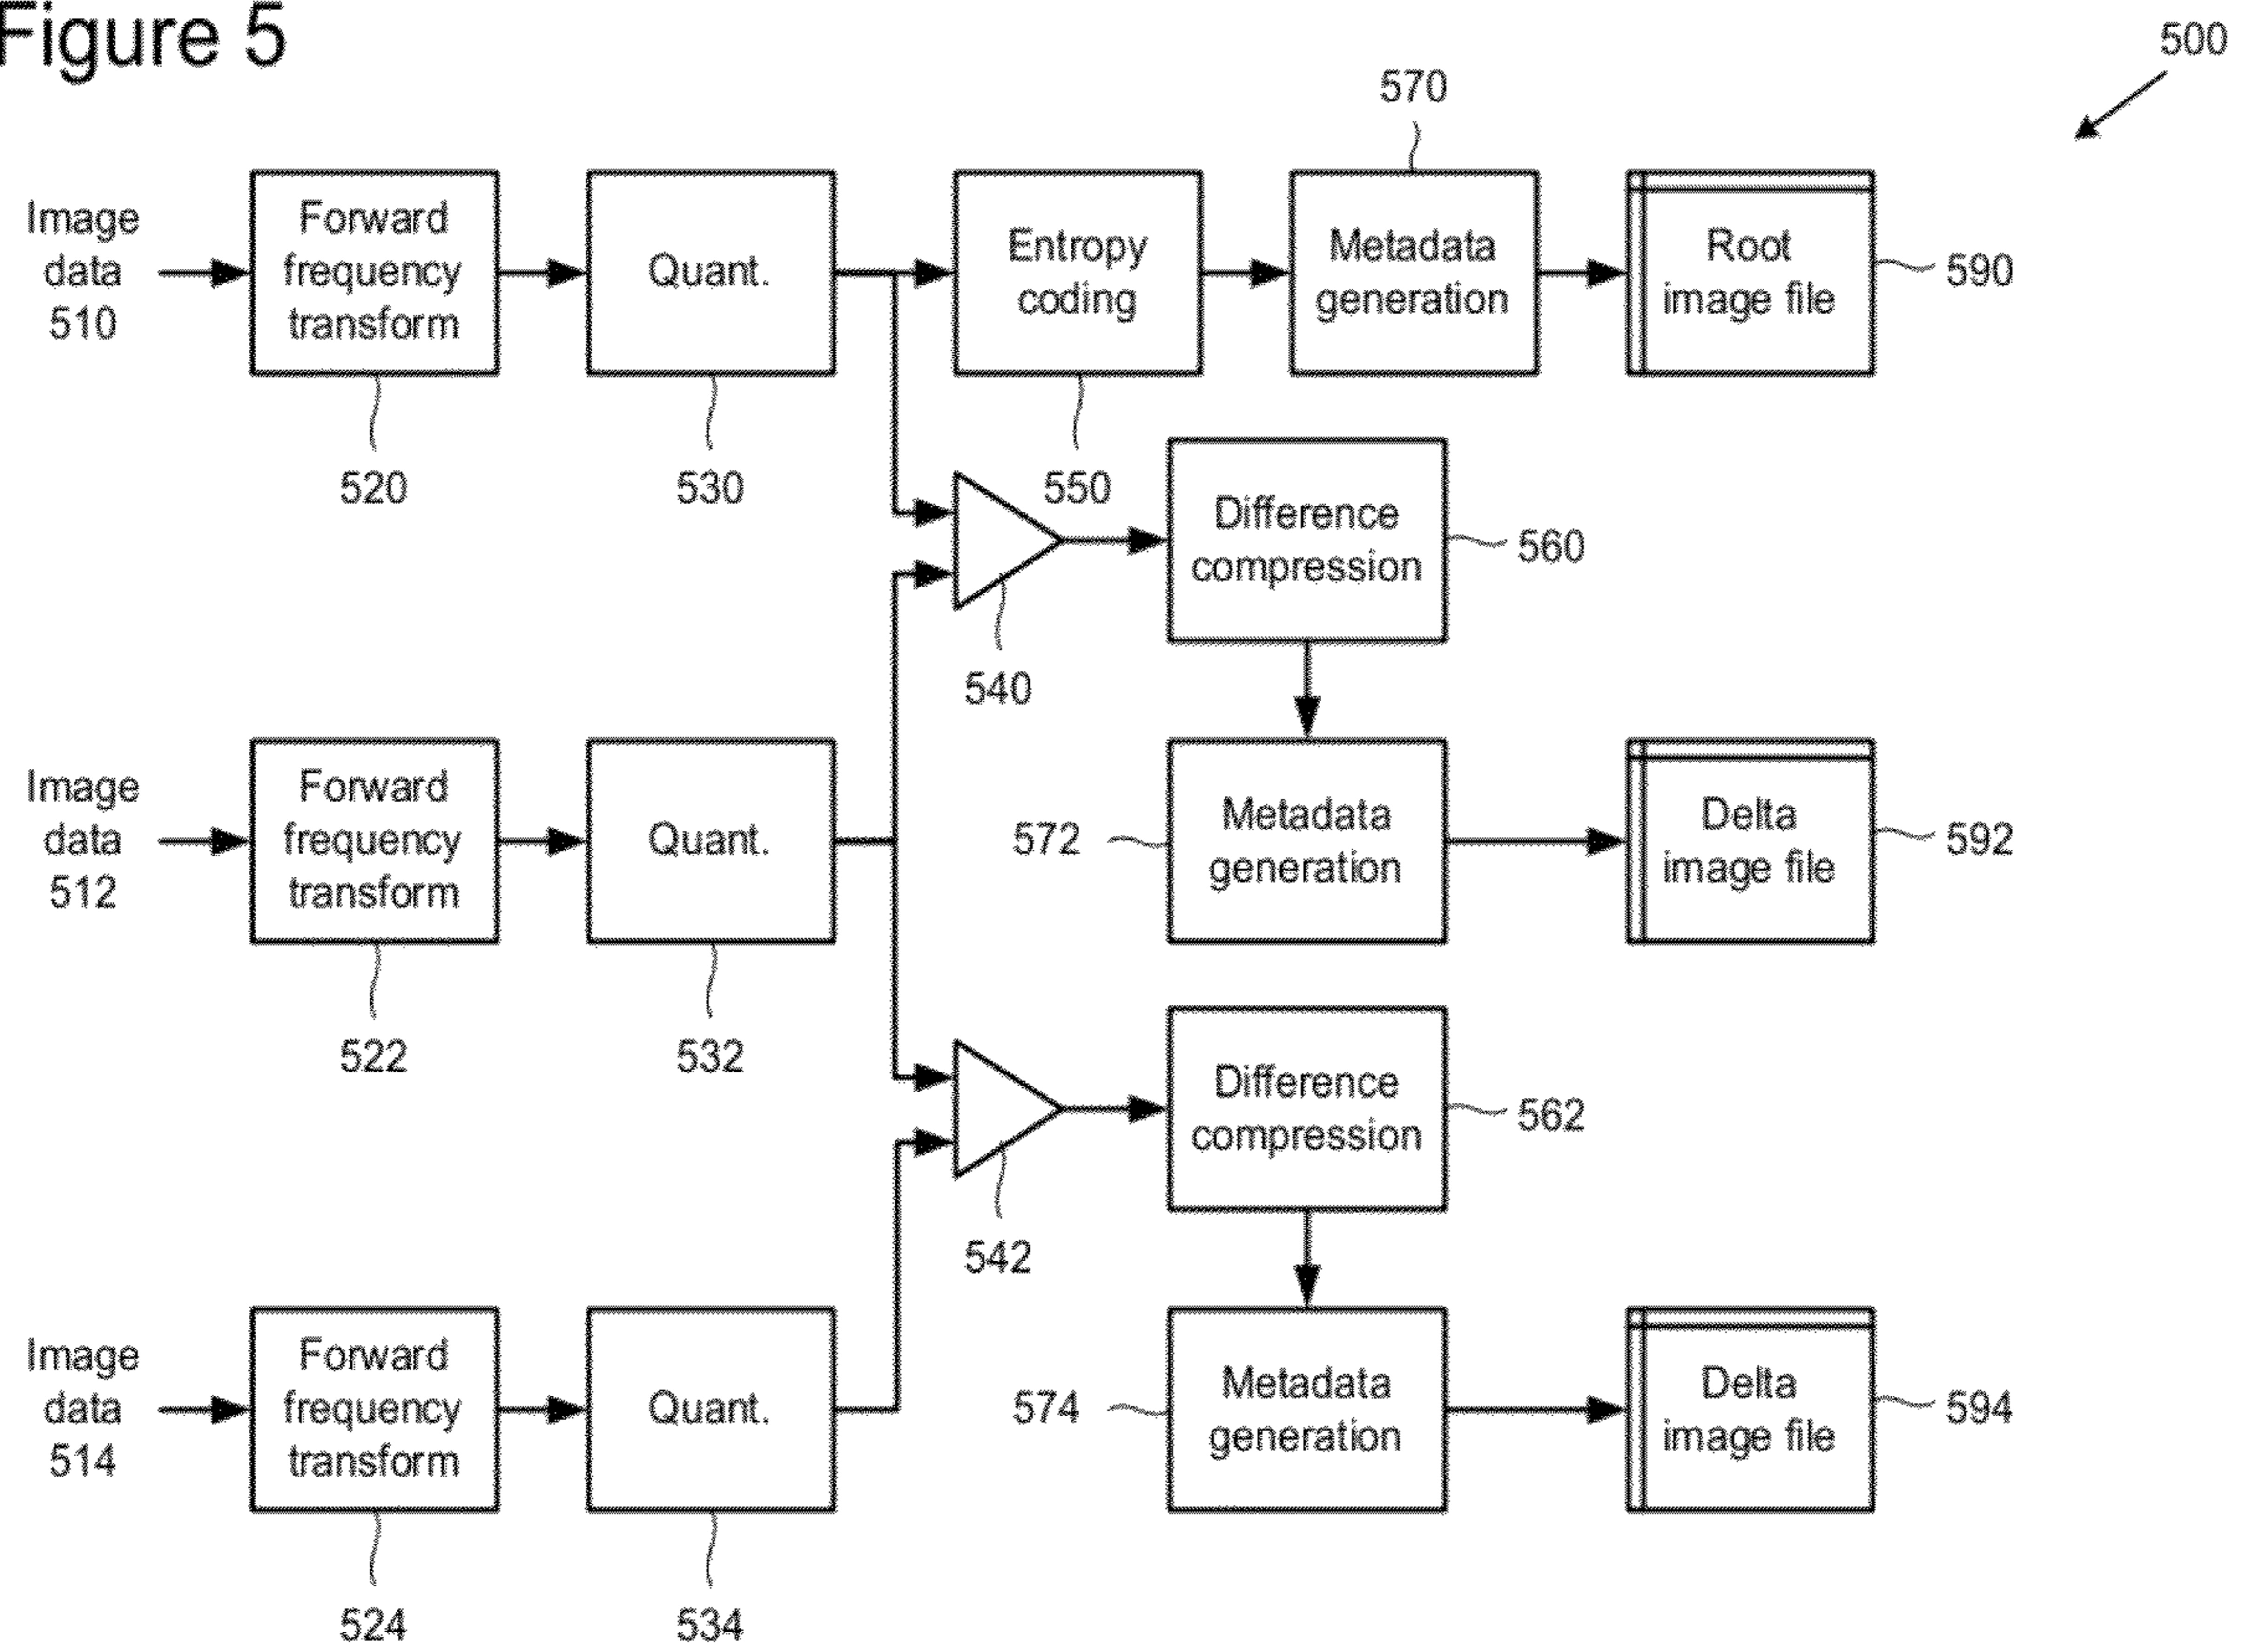 Figure 5
500
570
Image
data
510
Forward
frequency
transform
Quant.
Entropy
coding
Metadata
generation
Root
image file
590
520
530
550
Difference
compression
560
540
Image
data
512
Forward
frequency
transform
Quant.
572
Metadata
generation
Delta
image file
592
522
532
Difference
compression
562
542
Image
data
514
Forward
frequency
transform
Quant.
574
Metadata
generation
Delta
image file
594
524
534